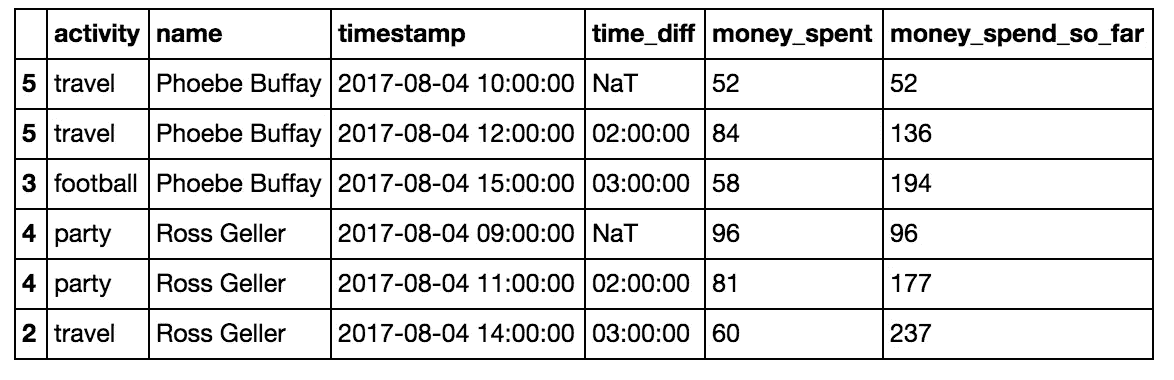 activity name timestamp time_diff money_spent money_spend_so_far
5 travel Phoebe Buffay 2017-08-04 10:00:00 NaT 52 52
5 travel Phoebe Buffay 2017-08-04 12:00:00 02:00:00 84 136
3 football Phoebe Buffay 2017-08-04 15:00:00 03:00:00 58 194
4 party Ross Geller 2017-08-04 09:00:00 NaT 96 96
4 party Ross Geller 2017-08-04 11:00:00 02:00:00 81 177
2 travel Ross Geller 2017-08-04 14:00:00 03:00:00 60 237